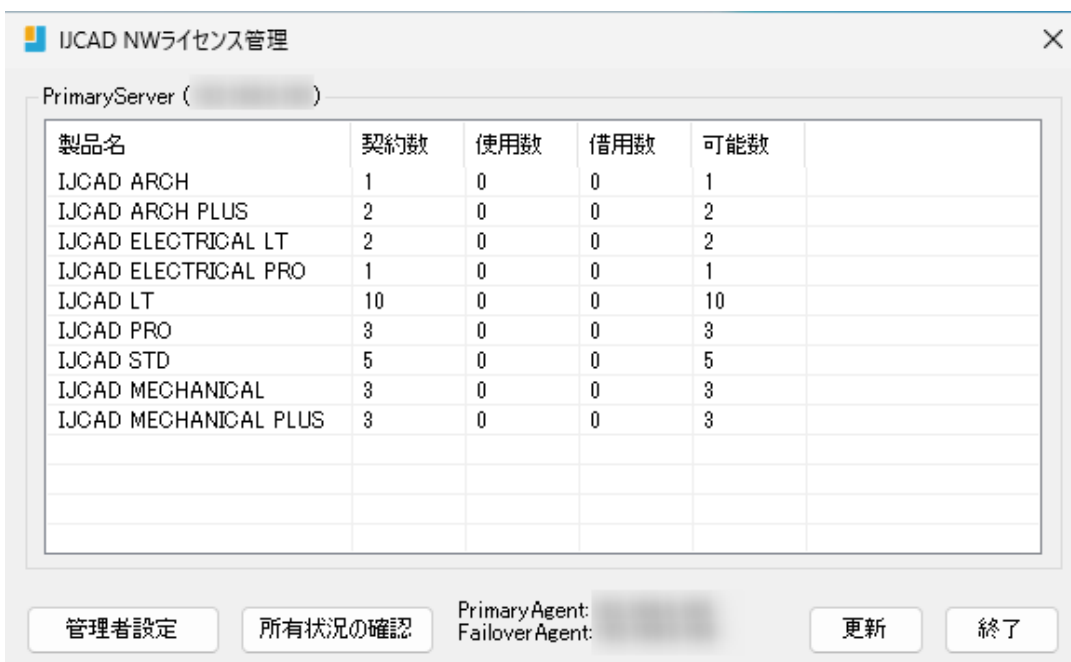 IJCAD NWライセンス管理
PrimaryServer ( )
製品名 契約数 使用数 借用数 可能数
IJCAD ARCH 1 0 0 1
IJCAD ARCH PLUS 2 0 0 2
IJCAD ELECTRICAL LT 2 0 0 2
IJCAD ELECTRICAL PRO 1 0 0 1
IJCAD LT 10 0 0 10
IJCAD PRO 3 0 0 3
IJCAD STD 5 0 0 5
IJCAD MECHANICAL 3 0 0 3
IJCAD MECHANICAL PLUS 3 0 0 3
管理者設定 所有状況の確認 PrimaryAgent: 更新 終了
FailoverAgent: